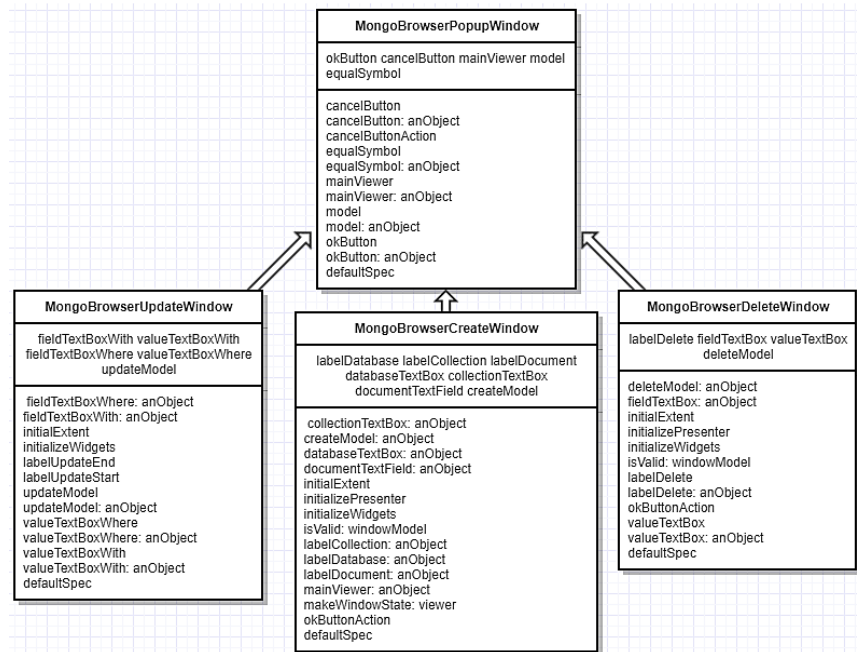 MongoBrowserPopupWindow
okButton cancelButton mainViewer model
equalSymbol
cancelButton
cancelButton: anObject
cancelButtonAction
equalSymbol
equalSymbol: anObject
mainViewer
mainViewer: anObject
model
model: anObject
okButton
okButton: anObject
defaultSpec
MongoBrowserUpdateWindow
fieldTextBoxWith valueTextBoxWith
fieldTextBoxWhere valueTextBoxWhere
updateModel
fieldTextBoxWhere: anObject
fieldTextBoxWith: anObject
initialExtent
initializeWidgets
labelUpdateEnd
labelUpdateStart
updateModel
updateModel: anObject
valueTextBoxWhere
valueTextBoxWhere: anObject
valueTextBoxWith
valueTextBoxWith: anObject
defaultSpec
MongoBrowserCreateWindow
labelDatabase labelCollection labelDocument
databaseTextBox collectionTextBox
documentTextField createModel
collectionTextBox: anObject
createModel: anObject
databaseTextBox: anObject
documentTextField: anObject
initialExtent
initializePresenter
initializeWidgets
isValid: windowModel
labelCollection: anObject
labelDatabase: anObject
labelDocument: anObject
mainViewer: anObject
makeWindowState: viewer
okButtonAction
defaultSpec
MongoBrowserDeleteWindow
labelDelete fieldTextBox valueTextBox
deleteModel
deleteModel: anObject
fieldTextBox: anObject
initialExtent
initializePresenter
initializeWidgets
isValid: windowModel
labelDelete
labelDelete: anObject
okButtonAction
valueTextBox
valueTextBox: anObject
defaultSpec